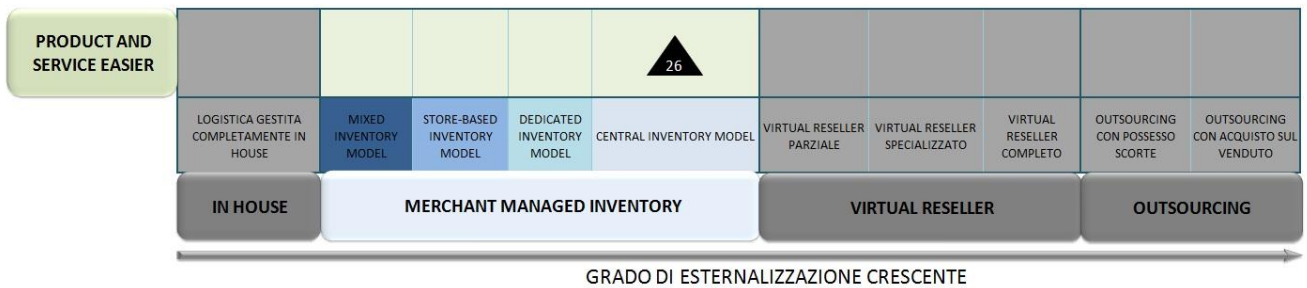 PRODUCT AND
SERVICE EASIER
26
LOGISTICA GESTITA
COMPLETAMENTE IN
HOUSE
MIXED
INVENTORY
MODEL
STORE-BASED
INVENTORY
MODEL
DEDICATED
INVENTORY
MODEL
CENTRAL INVENTORY MODEL
VIRTUAL RESELLER
PARZIALE
VIRTUAL RESELLER
SPECIALIZZATO
VIRTUAL
RESELLER
COMPLETO
OUTSOURCING
CON POSSESSO
SCORTE
OUTSOURCING
CON ACQUISTO SUL
VENDUTO
IN HOUSE
MERCHANT MANAGED INVENTORY
VIRTUAL RESELLER
OUTSOURCING
GRADO DI ESTERNALIZZAZIONE CRESCENTE